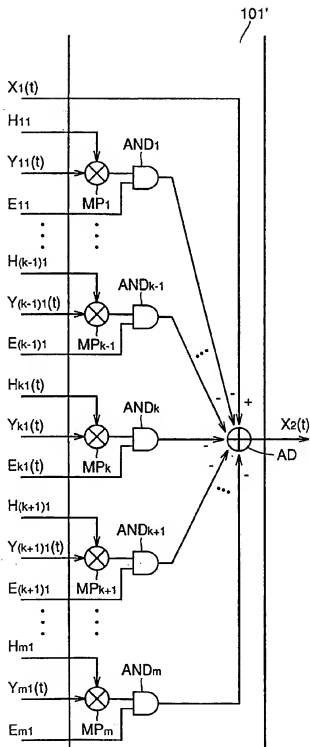 101'
X1(t)
H11
AND1
Y11(t)
MP1
E11
H(k-1)1
ANDk-1
Y(k-1)1(t)
MPk-1
E(k-1)1
Hk1(t)
ANDk
- - +
Yk1(t)
X2(t)
-
MPk
AD
Ek1(t)
- -
H(k+1)1
ANDk+1
Y(k+1)1(t)
MPk+1
E(k+1)1
Hm1
ANDm
Ym1(t)
MPm
Em1